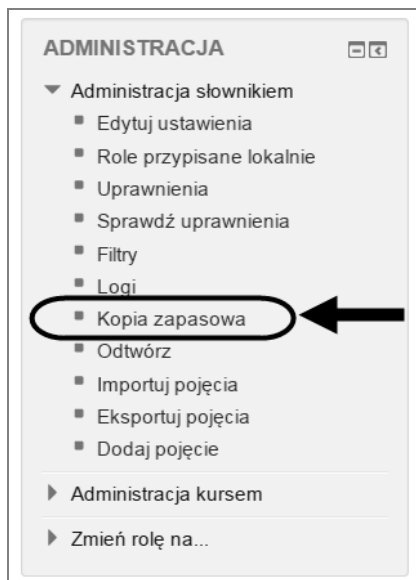 ADMINISTRACJA
Administracja słownikiem
Edytuj ustawienia
Role przypisane lokalnie
Uprawnienia
Sprawdź uprawnienia
Filtry
Logi
Kopia zapasowa
Odtwórz
Importuj pojęcia
Eksportuj pojęcia
Dodaj pojęcie
Administracja kursem
Zmień rolę na...